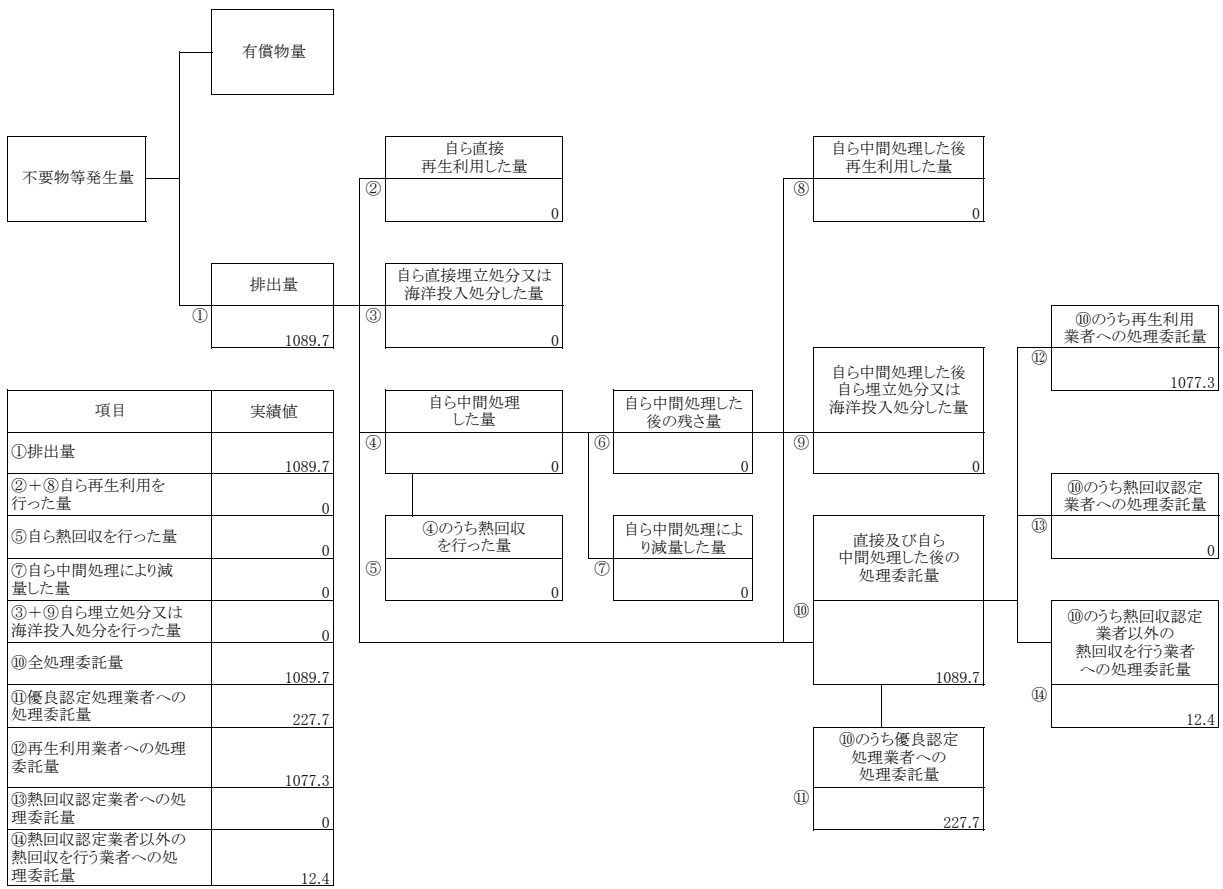 有償物量
不要物等発生量
排出量
①
1089.7
自ら直接
再生利用した量
②
0
自ら直接埋立処分又は
海洋投入処分した量
③
0
自ら中間処理
した量
④
0
④のうち熱回収
を行った量
⑤
0
自ら中間処理した
後の残さ量
⑥
0
自ら中間処理によ
り減量した量
⑦
0
自ら中間処理した後
再生利用した量
⑧
0
自ら中間処理した後
自ら埋立処分又は
海洋投入処分した量
⑨
0
直接及び自ら
中間処理した後の
処理委託量
⑩
1089.7
⑩のうち優良認定
処理業者への
処理委託量
⑪
227.7
⑩のうち再生利用
業者への処理委託量
⑫
1077.3
⑩のうち熱回収認定
業者への処理委託量
⑬
0
⑩のうち熱回収認定
業者以外の
熱回収を行う業者
への処理委託量
⑭
12.4
項目 実績値
①排出量
1089.7
②+⑧自ら再生利用を
行った量
0
⑤自ら熱回収を行った量
0
⑦自ら中間処理により減
量した量
0
③+⑨自ら埋立処分又は
海洋投入処分を行った量
0
⑩全処理委託量
1089.7
⑪優良認定処理業者への
処理委託量
227.7
⑫再生利用業者への処理
委託量
1077.3
⑬熱回収認定業者への処
理委託量
0
⑭熱回収認定業者以外の
熱回収を行う業者への処
理委託量
12.4